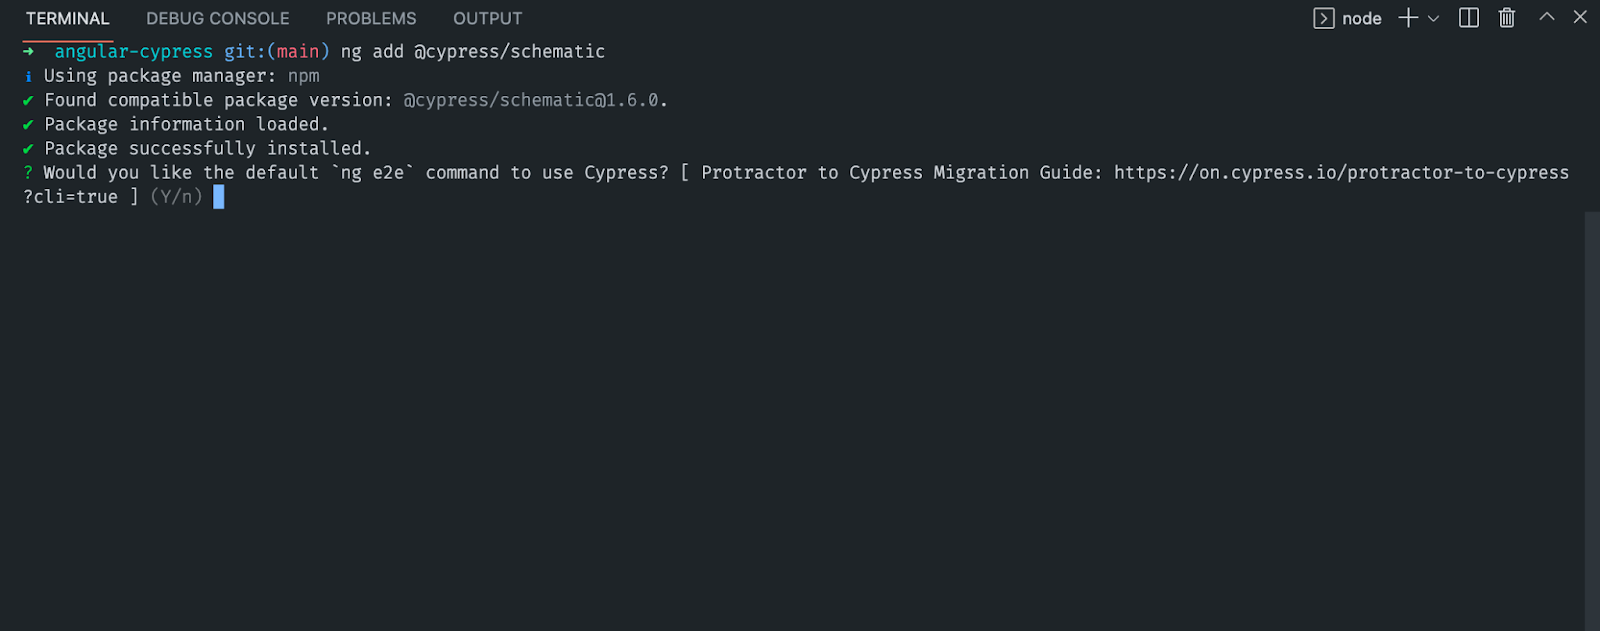 TERMINAL DEBUG CONSOLE PROBLEMS OUTPUT node
➜ angular-cypress git:(main) ng add @cypress/schematic
i Using package manager: npm
✔ Found compatible package version: @cypress/schematic@1.6.0.
✔ Package information loaded.
✔ Package successfully installed.
? Would you like the default `ng e2e` command to use Cypress? [ Protractor to Cypress Migration Guide: https://on.cypress.io/protractor-to-cypress
?cli=true ] (Y/n)